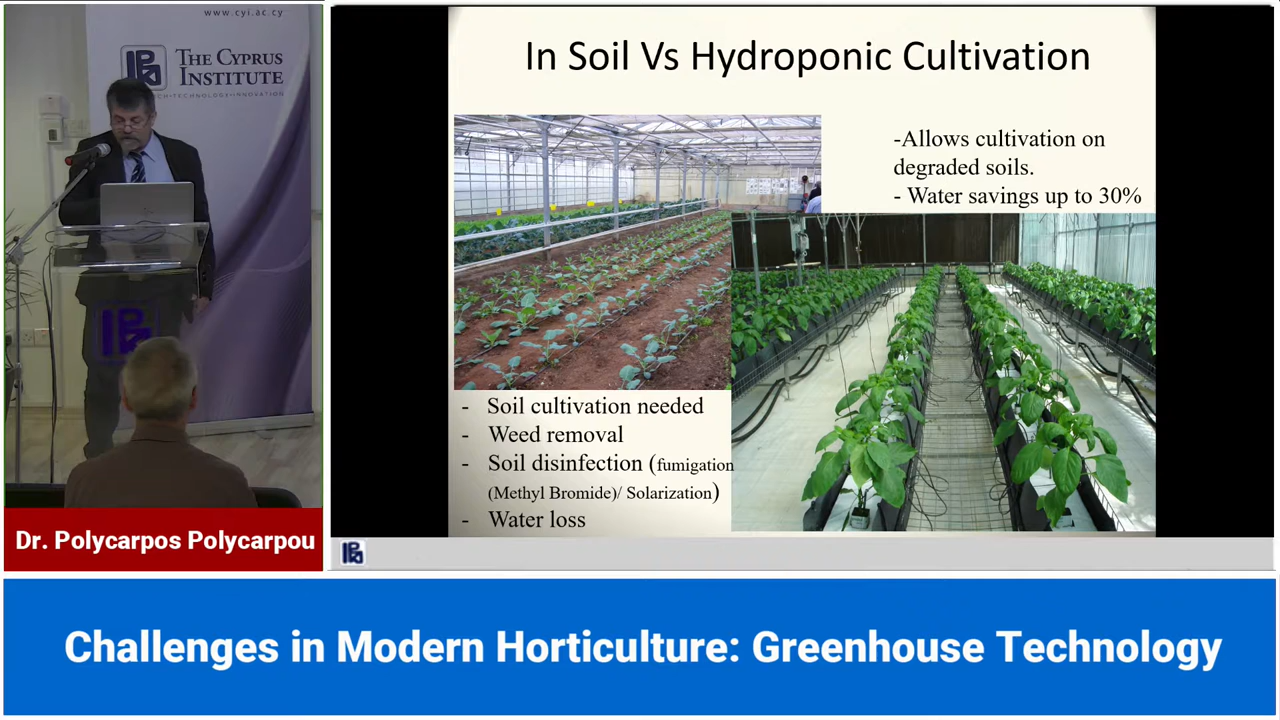 www.cyi.ac.cy
THE CYPRUS
INSTITUTE
In Soil Vs Hydroponic Cultivation
-Allows cultivation on
degraded soils.
- Water savings up to 30%
- Soil cultivation needed
- Weed removal
- Soil disinfection (fumigation
(Methyl Bromide)/ Solarization)
- Water loss
Dr. Polycarpos Polycarpou
Challenges in Modern Horticulture: Greenhouse Technology